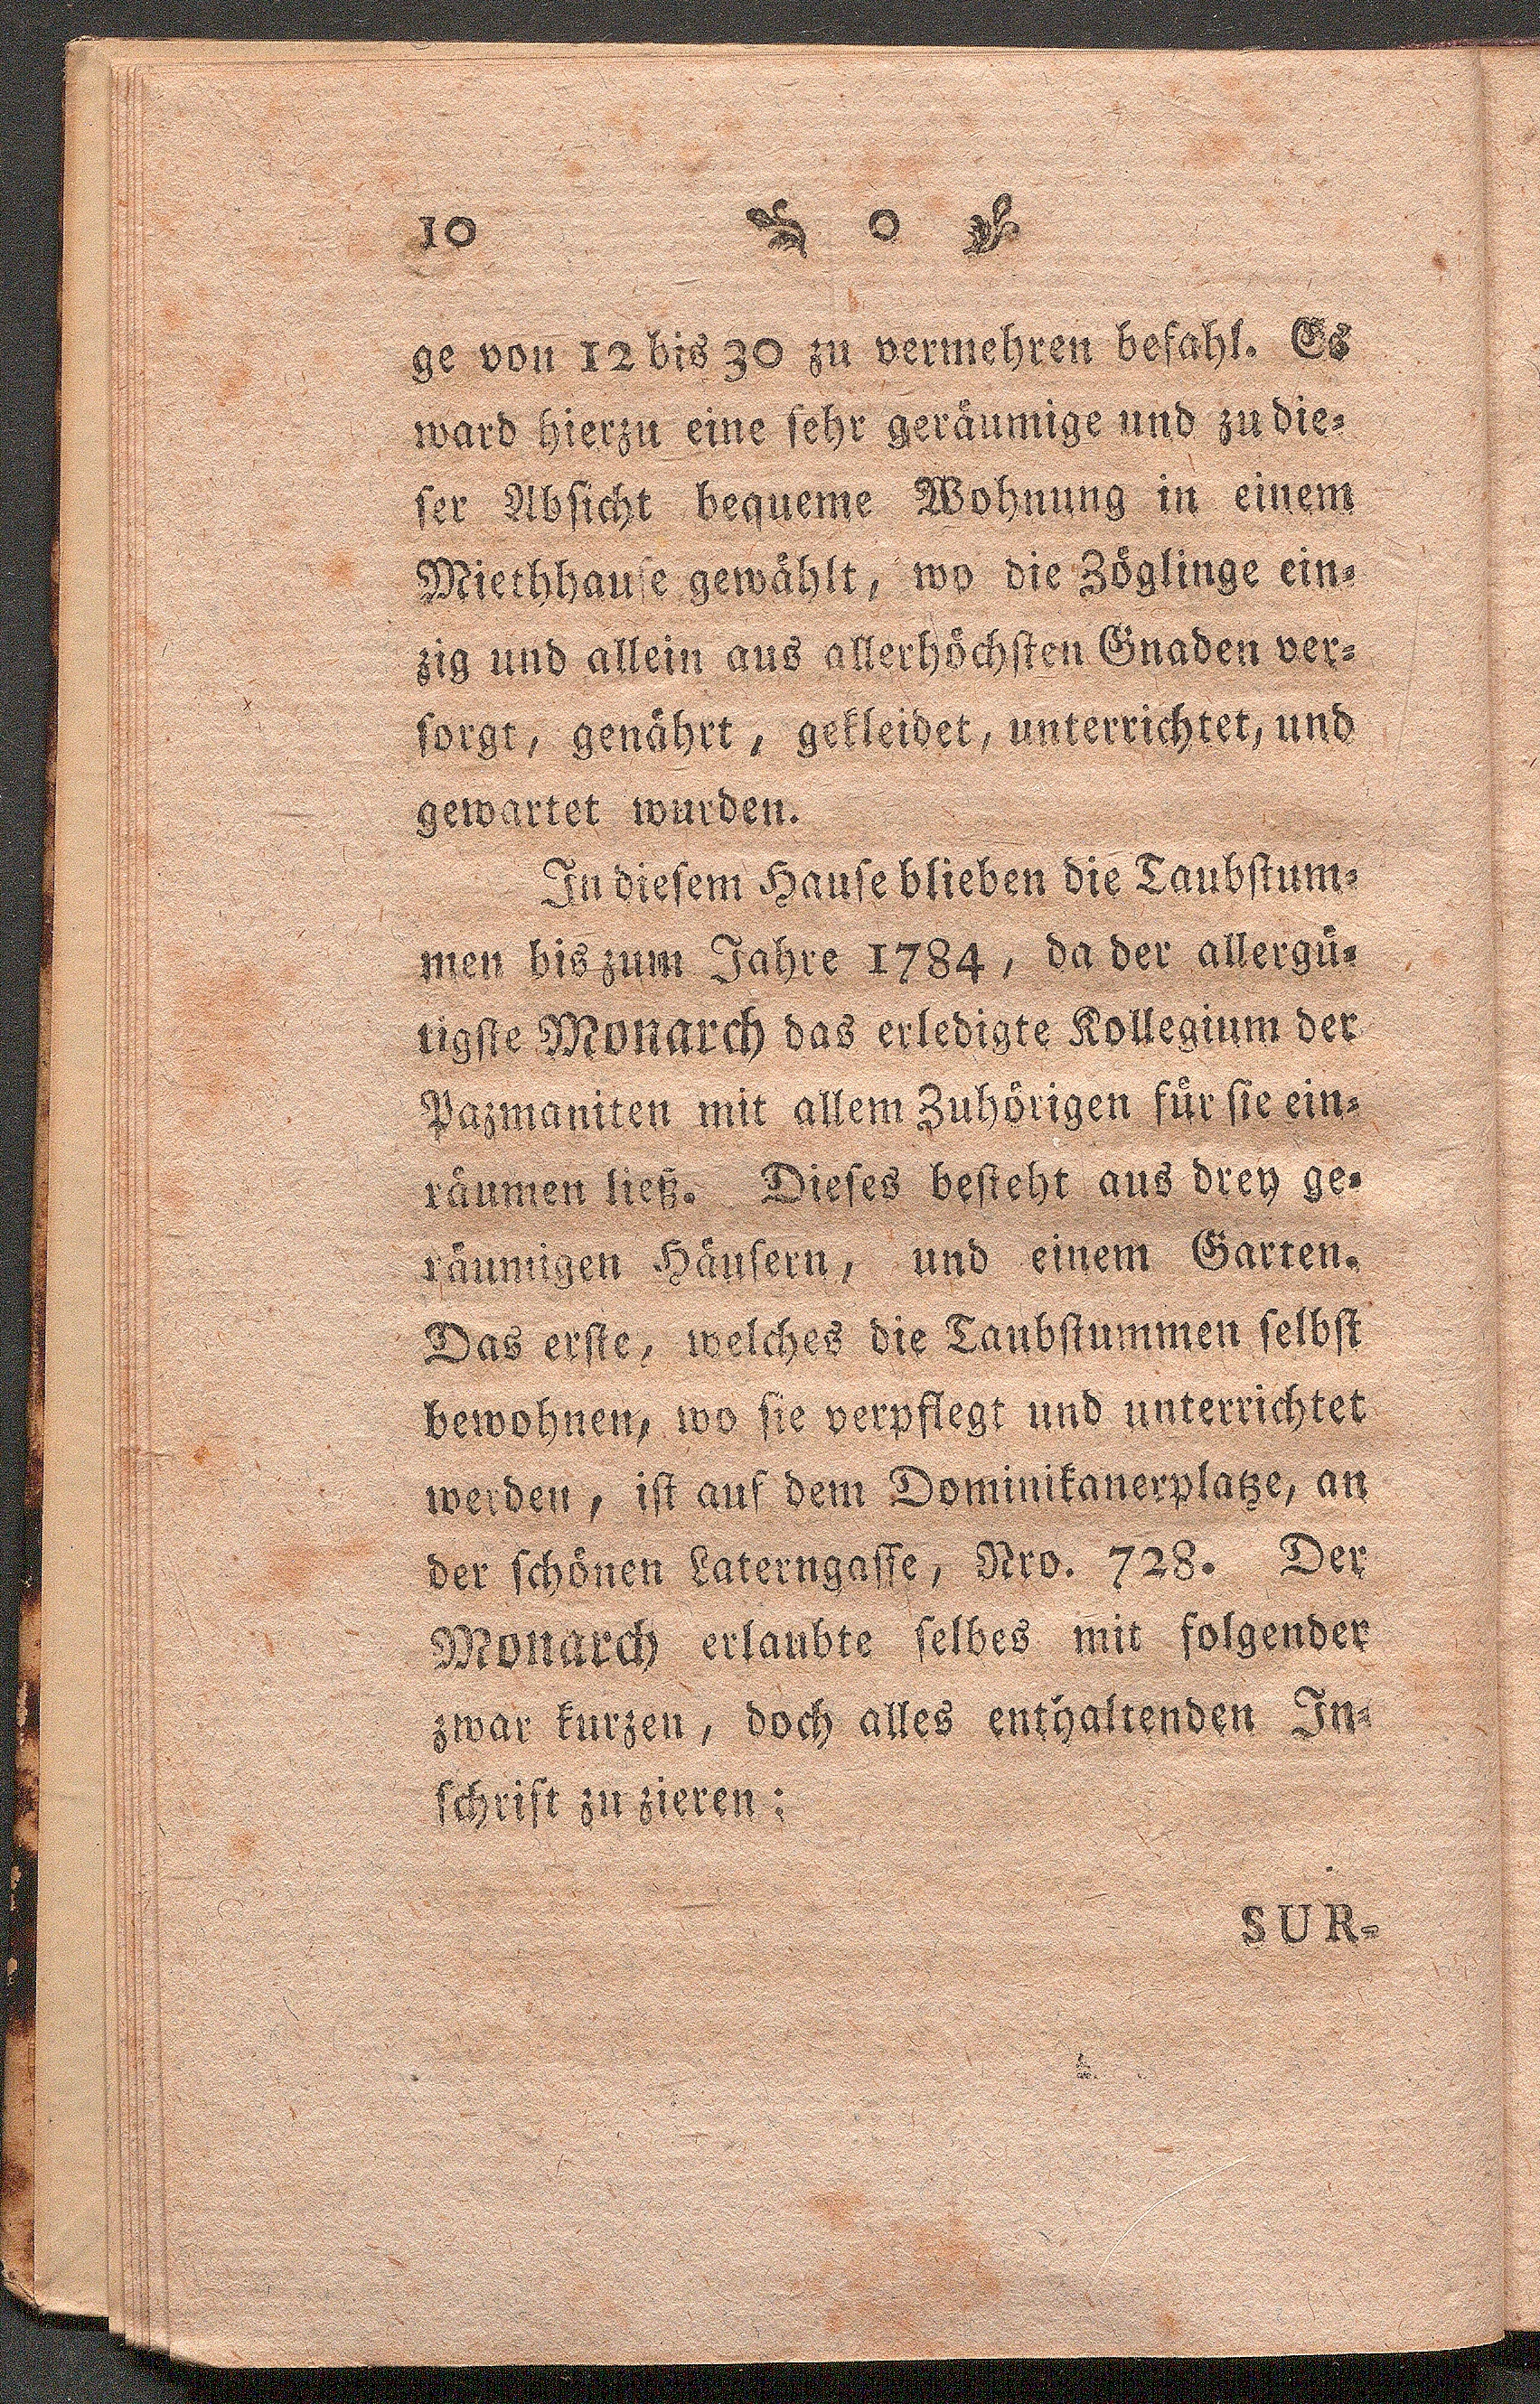 10 0
ge von 12 bis 30 zu vermehren befahl. Es
ward hierzu eine sehr geräumige und zu die-
ser Absicht bequeme Wohnung in einem
Miethhause gewählt, wo die Zöglinge ein-
zig und allein aus allerhöchsten Gnaden ver-
sorgt, genährt, gekleidet, unterrichtet, und
gewartet wurden.
In diesem Hause blieben die Taubstum-
men bis zum Jahre 1784, da der allergü-
tigste Monarch das erledigte Kollegium der
Pazmaniten mit allem Zuhörigen für sie ein-
räumen ließ. Dieses besteht aus drey ge-
räumigen Häusern, und einem Garten.
Das erste, welches die Taubstummen selbst
bewohnen, wo sie verpflegt und unterrichtet
werden, ist auf dem Dominikanerplatze, an
der schönen Laterngasse, Nro. 728. Der
Monarch erlaubte selbes mit folgender
zwar kurzen, doch alles enthaltenden In-
schrift zu zieren:
SUR-